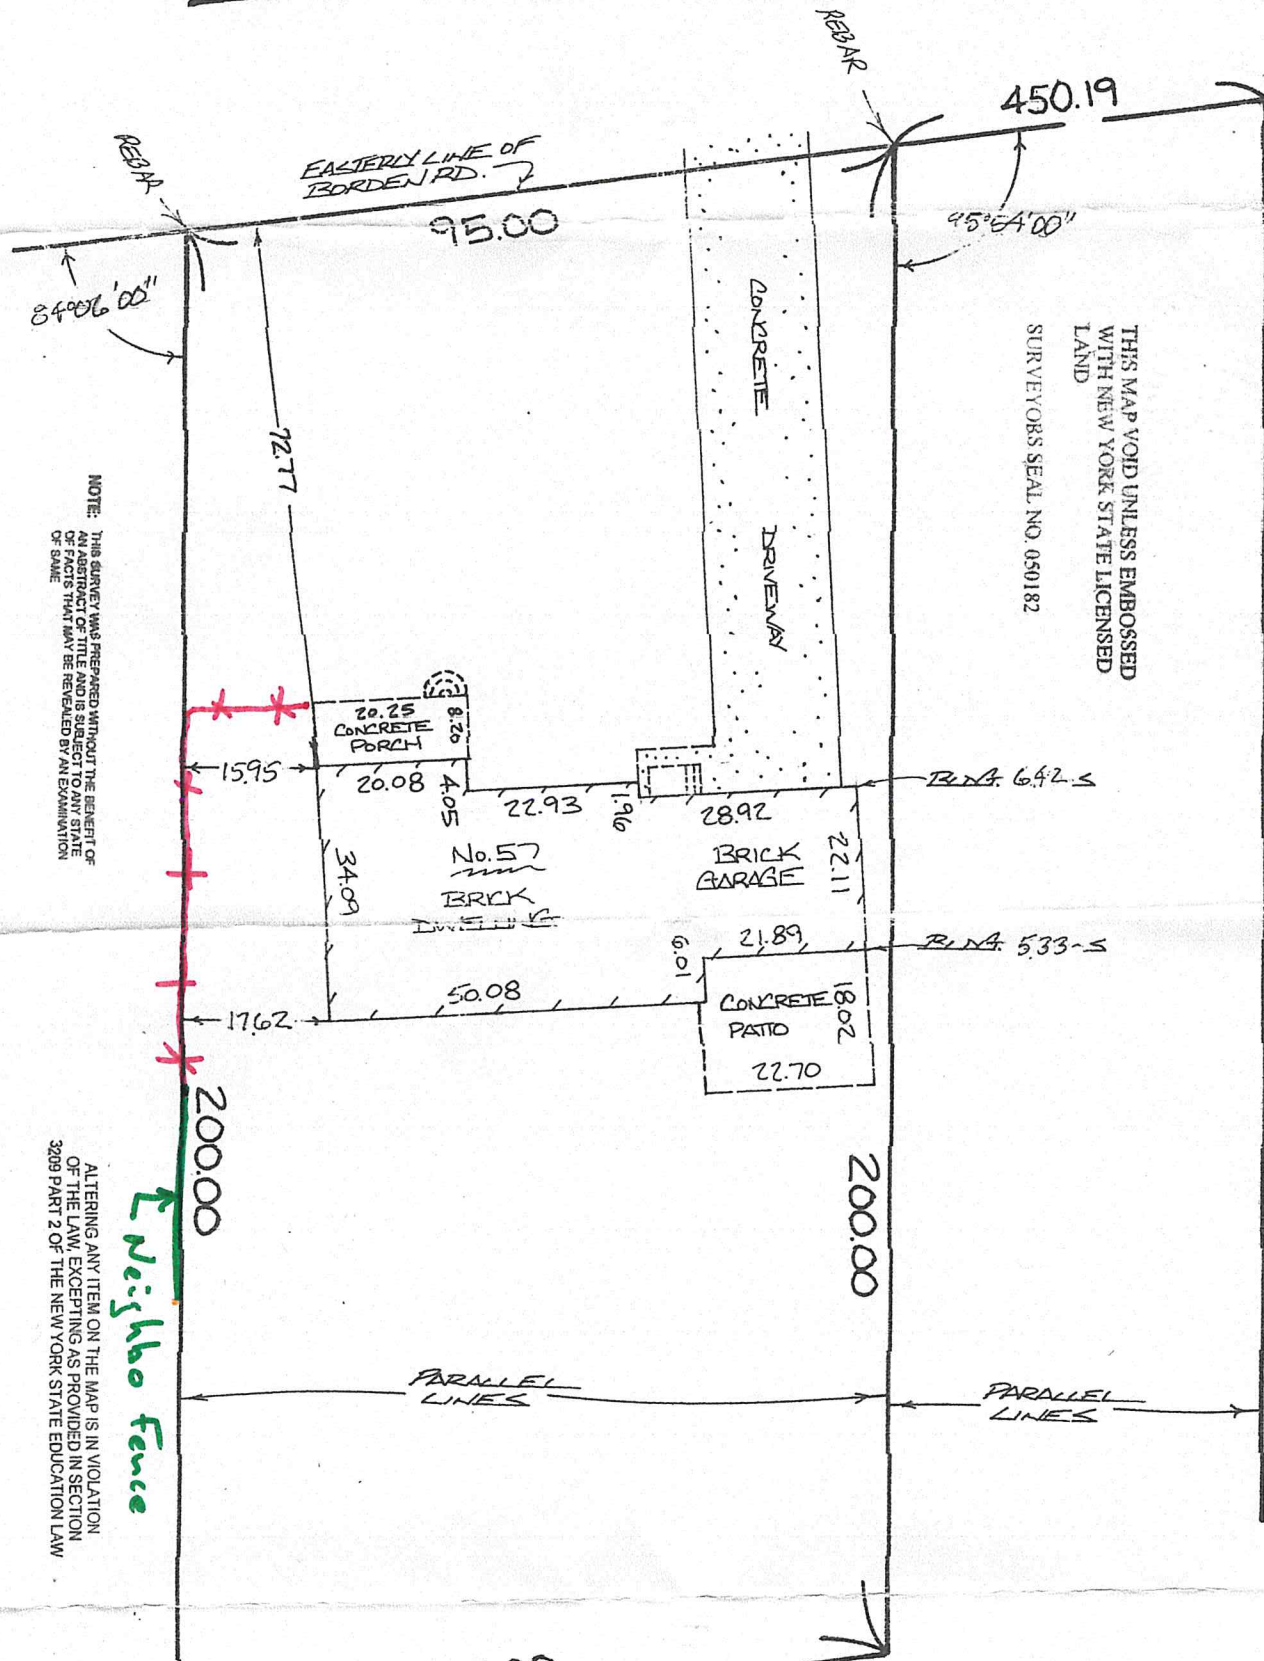 REBAR
450.19
REBAR
EASTERLY LINE OF
BORDEN RD.
95.00
95°54'00"
84°06'00"
CONCRETE
DRIVEWAY
THIS MAP VOID UNLESS EMBOSSED
WITH NEW YORK STATE LICENSED
LAND
SURVEYORS SEAL NO. 050182
72.77
NOTE: THIS SURVEY WAS PREPARED WITHOUT THE BENEFIT OF
AN ABSTRACT OF TITLE AND IS SUBJECT TO ANY STATE
OF FACTS THAT MAY BE REVEALED BY AN EXAMINATION
OF SAME
20.25
CONCRETE
PORCH
8.20
15.95
20.08
4.05
22.93
1.96
28.92
6.42-S
34.09
No.57
BRICK
DWELLING
BRICK
GARAGE
22.11
21.89
5.33-S
6.01
50.08
17.62
CONCRETE
PATIO
18.02
22.70
200.00
200.00
Neighbo Fence
ALTERING ANY ITEM ON THE MAP IS IN VIOLATION
OF THE LAW, EXCEPTING AS PROVIDED IN SECTION
3209 PART 2 OF THE NEW YORK STATE EDUCATION LAW
PARALLEL
LINES
PARALLEL
LINES